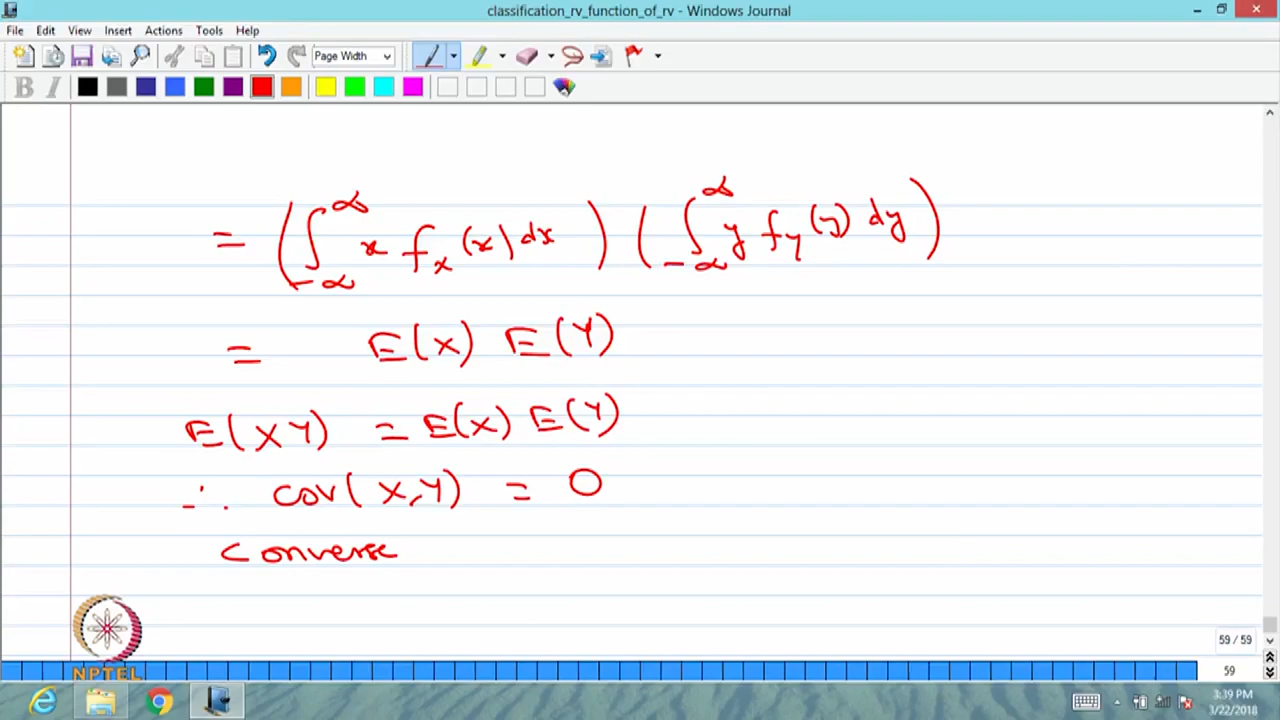 classification_rv_function_of_rv - Windows Journal
File Edit View Insert Actions Tools Help
Page Width
B I
= (∫_{-∞}^{∞} x f_X(x) dx) (∫_{-∞}^{∞} y f_Y(y) dy)
= E(X) E(Y)
E(XY) = E(X) E(Y)
∴ cov(X,Y) = 0
Converse
NPTEL
59 / 59
59
3:39 PM
3/22/2018